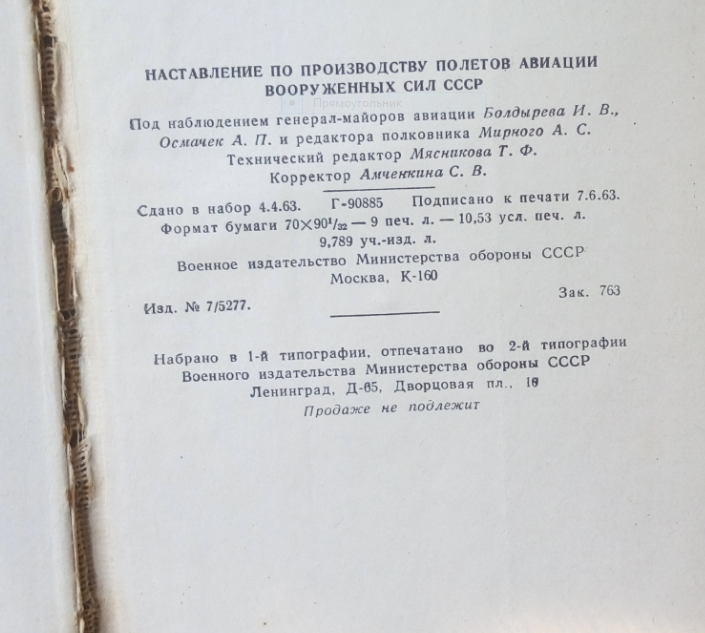 НАСТАВЛЕНИЕ ПО ПРОИЗВОДСТВУ ПОЛЕТОВ АВИАЦИИ
ВООРУЖЕННЫХ СИЛ СССР
Прямоугольник
Под наблюдением генерал-майоров авиации Болдырева И. В.,
Осмачек А. П. и редактора полковника Мирного А. С.
Технический редактор Мясникова Т. Ф.
Корректор Амченкина С. В.
Сдано в набор 4.4.63. Г-90885 Подписано к печати 7.6.63.
Формат бумаги 70×90¹/₃₂ — 9 печ. л. — 10,53 усл. печ. л.
9,789 уч.-изд. л.
Военное издательство Министерства обороны СССР
Москва, К-160
Изд. № 7/5277. Зак. 763
Набрано в 1-й типографии, отпечатано во 2-й типографии
Военного издательства Министерства обороны СССР
Ленинград, Д-65, Дворцовая пл.,
Продаже не подлежит